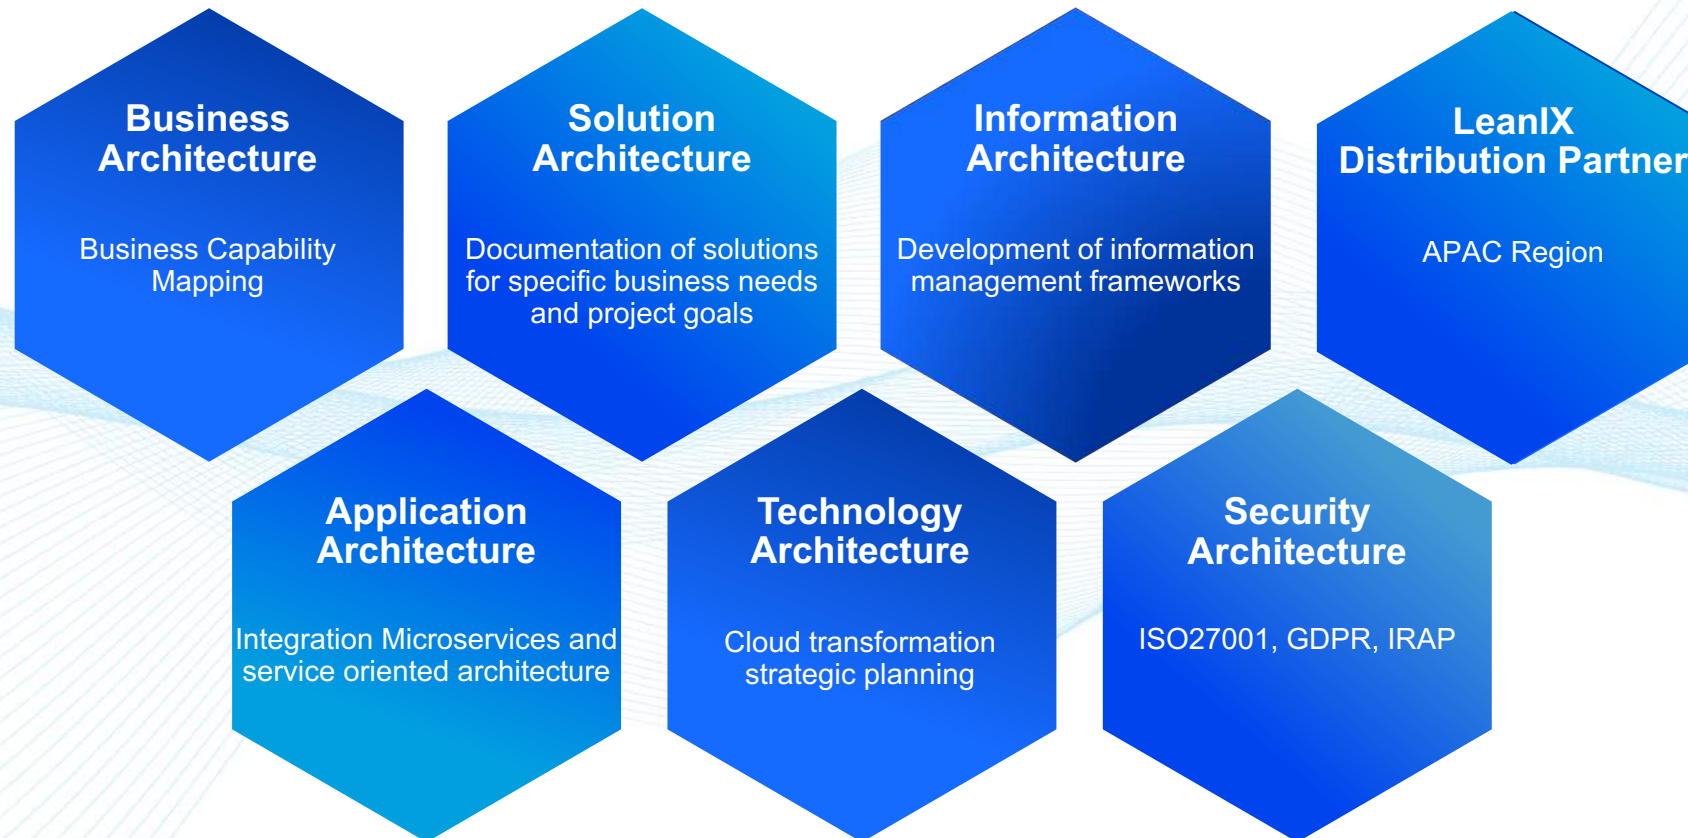 Business
Architecture
Business Capability
Mapping
Solution
Architecture
Documentation of solutions
for specific business needs
and project goals
Information
Architecture
Development of information
management frameworks
LeanIX
Distribution Partner
APAC Region
Application
Architecture
Integration Microservices and
service oriented architecture
Technology
Architecture
Cloud transformation
strategic planning
Security
Architecture
ISO27001, GDPR, IRAP